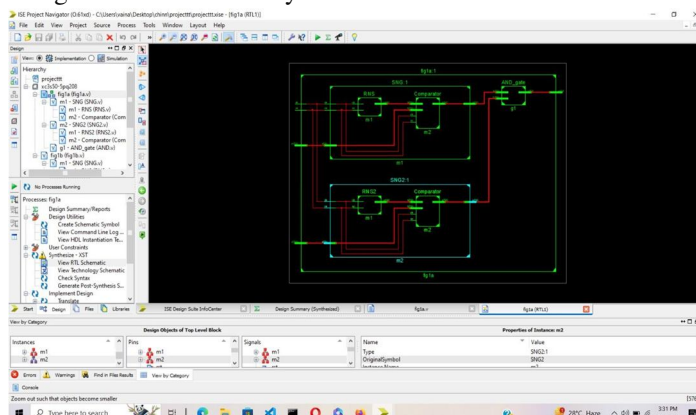 ISE Project Navigator (O.61xd) - C:\Users\vaina\Desktop\chinni\projecttt\projecttt.xise - [fig1a (RTL1)]
File Edit View Project Source Process Tools Window Layout Help
Design
View: Implementation Simulation
Hierarchy
projecttt
xc3s50-5pq208
fig1a (fig1a.v)
m1 - SNG (SNG.v)
m1 - RNS (RNS.v)
m2 - Comparator (Com
m2 - SNG2 (SNG2.v)
m1 - RNS2 (RNS2.v)
m2 - Comparator (Com
g1 - AND_gate (AND.v)
fig1b (fig1b.v)
m1 - SNG (SNG.v)
No Processes Running
Processes: fig1a
Design Summary/Reports
Design Utilities
Create Schematic Symbol
View Command Line Log ...
View HDL Instantiation Te...
User Constraints
Synthesize - XST
View RTL Schematic
View Technology Schematic
Check Syntax
Generate Post-Synthesis S...
Implement Design
Translate
fig1a:1
SNG:1
RNS
m1
Comparator
m2
m1
AND_gate
g1
SNG2:1
RNS2
m1
Comparator
m2
m2
fig1a
Start Design Files Libraries
ISE Design Suite InfoCenter
Design Summary (Synthesized)
fig1a.v
fig1a (RTL1)
View by Category
Design Objects of Top Level Block
Properties of Instance: m2
Instances
m1
m2
Pins
m1
m2
Signals
m1
m2
Name Value
Type SNG2:1
OriginalSymbol SNG2
Errors Warnings Find in Files Results View by Category
Console
Zoom out such that objects become smaller
Type here to search
28°C Haze
3:31 PM